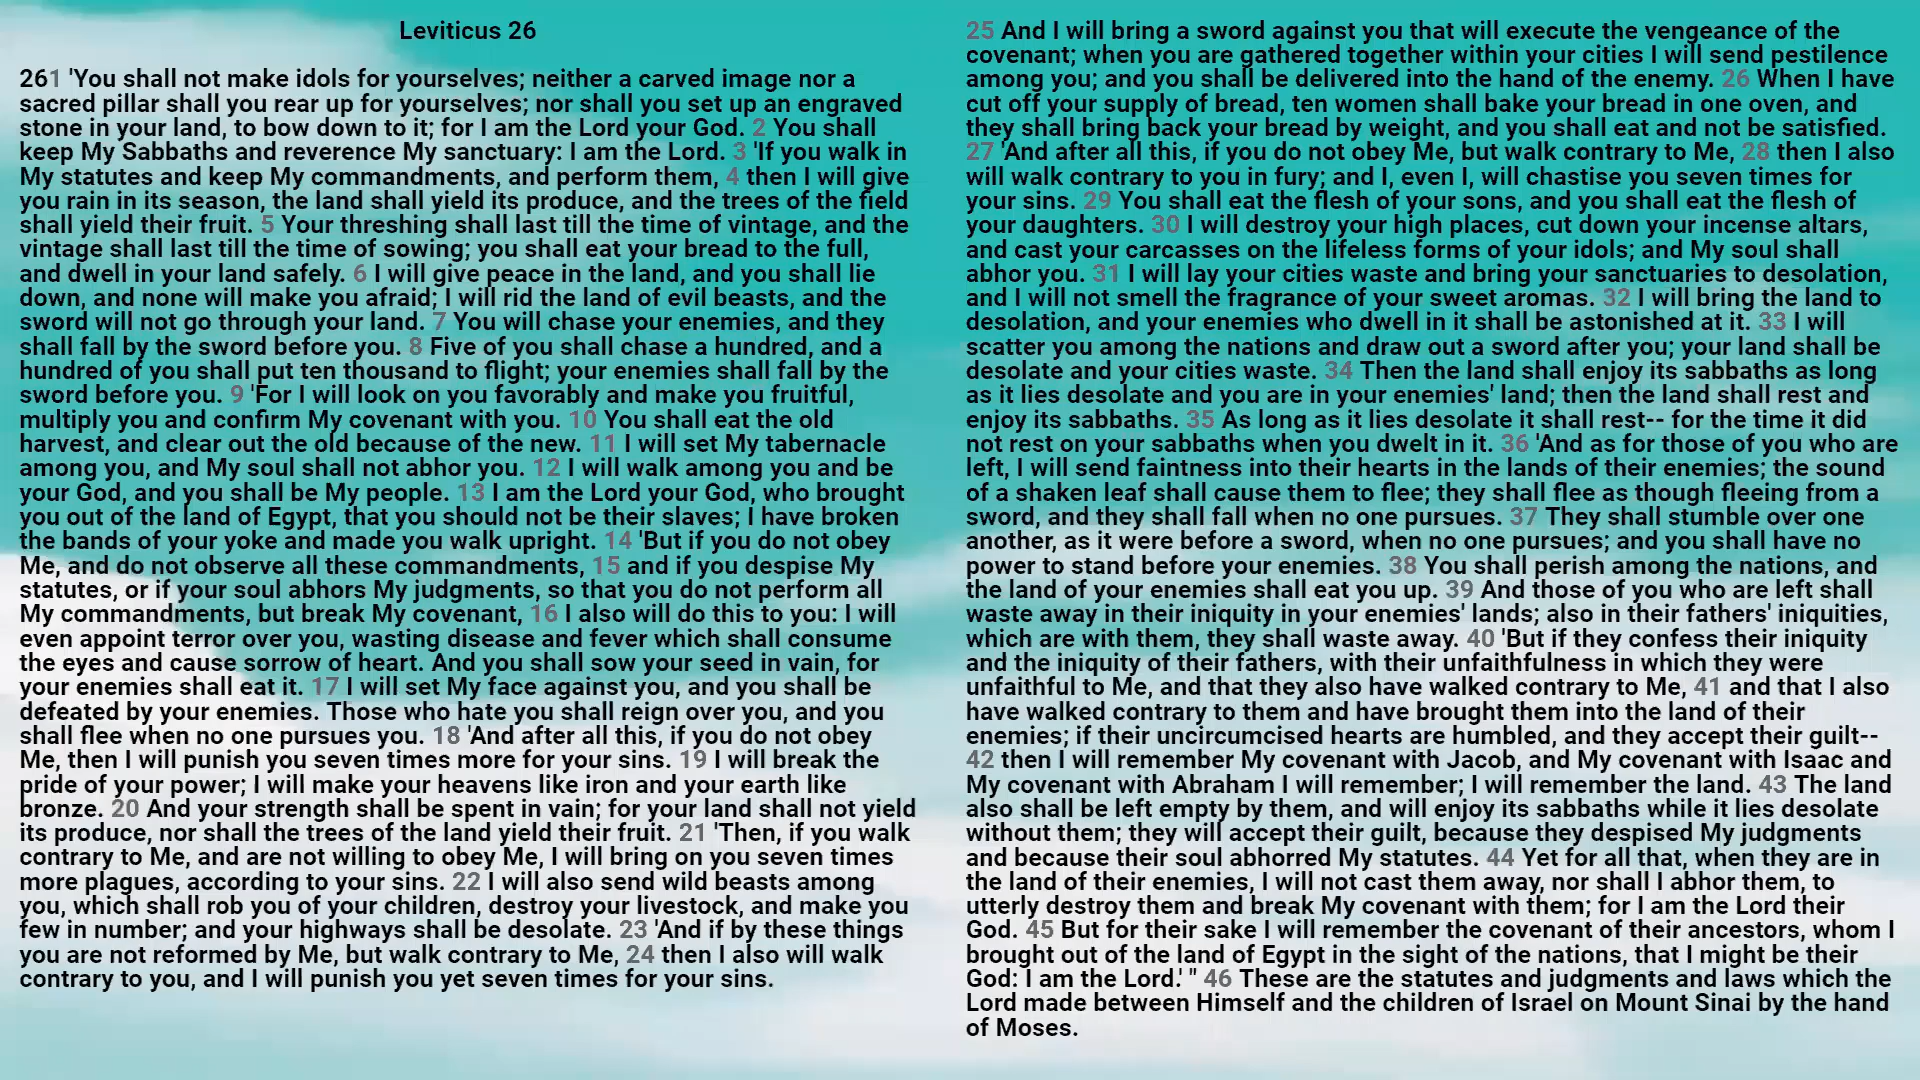 Leviticus 26
261 'You shall not make idols for yourselves; neither a carved image nor a
sacred pillar shall you rear up for yourselves; nor shall you set up an engraved
stone in your land, to bow down to it; for I am the Lord your God. 2 You shall
keep My Sabbaths and reverence My sanctuary: I am the Lord. 3 'If you walk in
My statutes and keep My commandments, and perform them, 4 then I will give
you rain in its season, the land shall yield its produce, and the trees of the field
shall yield their fruit. 5 Your threshing shall last till the time of vintage, and the
vintage shall last till the time of sowing; you shall eat your bread to the full,
and dwell in your land safely. 6 I will give peace in the land, and you shall lie
down, and none will make you afraid; I will rid the land of evil beasts, and the
sword will not go through your land. 7 You will chase your enemies, and they
shall fall by the sword before you. 8 Five of you shall chase a hundred, and a
hundred of you shall put ten thousand to flight; your enemies shall fall by the
sword before you. 9 'For I will look on you favorably and make you fruitful,
multiply you and confirm My covenant with you. 10 You shall eat the old
harvest, and clear out the old because of the new. 11 I will set My tabernacle
among you, and My soul shall not abhor you. 12 I will walk among you and be
your God, and you shall be My people. 13 I am the Lord your God, who brought
you out of the land of Egypt, that you should not be their slaves; I have broken
the bands of your yoke and made you walk upright. 14 'But if you do not obey
Me, and do not observe all these commandments, 15 and if you despise My
statutes, or if your soul abhors My judgments, so that you do not perform all
My commandments, but break My covenant, 16 I also will do this to you: I will
even appoint terror over you, wasting disease and fever which shall consume
the eyes and cause sorrow of heart. And you shall sow your seed in vain, for
your enemies shall eat it. 17 I will set My face against you, and you shall be
defeated by your enemies. Those who hate you shall reign over you, and you
shall flee when no one pursues you. 18 'And after all this, if you do not obey
Me, then I will punish you seven times more for your sins. 19 I will break the
pride of your power; I will make your heavens like iron and your earth like
bronze. 20 And your strength shall be spent in vain; for your land shall not yield
its produce, nor shall the trees of the land yield their fruit. 21 'Then, if you walk
contrary to Me, and are not willing to obey Me, I will bring on you seven times
more plagues, according to your sins. 22 I will also send wild beasts among
you, which shall rob you of your children, destroy your livestock, and make you
few in number; and your highways shall be desolate. 23 'And if by these things
you are not reformed by Me, but walk contrary to Me, 24 then I also will walk
contrary to you, and I will punish you yet seven times for your sins.
25 And I will bring a sword against you that will execute the vengeance of the
covenant; when you are gathered together within your cities I will send pestilence
among you; and you shall be delivered into the hand of the enemy. 26 When I have
cut off your supply of bread, ten women shall bake your bread in one oven, and
they shall bring back your bread by weight, and you shall eat and not be satisfied.
27 'And after all this, if you do not obey Me, but walk contrary to Me, 28 then I also
will walk contrary to you in fury; and I, even I, will chastise you seven times for
your sins. 29 You shall eat the flesh of your sons, and you shall eat the flesh of
your daughters. 30 I will destroy your high places, cut down your incense altars,
and cast your carcasses on the lifeless forms of your idols; and My soul shall
abhor you. 31 I will lay your cities waste and bring your sanctuaries to desolation,
and I will not smell the fragrance of your sweet aromas. 32 I will bring the land to
desolation, and your enemies who dwell in it shall be astonished at it. 33 I will
scatter you among the nations and draw out a sword after you; your land shall be
desolate and your cities waste. 34 Then the land shall enjoy its sabbaths as long
as it lies desolate and you are in your enemies' land; then the land shall rest and
enjoy its sabbaths. 35 As long as it lies desolate it shall rest-- for the time it did
not rest on your sabbaths when you dwelt in it. 36 'And as for those of you who are
left, I will send faintness into their hearts in the lands of their enemies; the sound
of a shaken leaf shall cause them to flee; they shall flee as though fleeing from a
sword, and they shall fall when no one pursues. 37 They shall stumble over one
another, as it were before a sword, when no one pursues; and you shall have no
power to stand before your enemies. 38 You shall perish among the nations, and
the land of your enemies shall eat you up. 39 And those of you who are left shall
waste away in their iniquity in your enemies' lands; also in their fathers' iniquities,
which are with them, they shall waste away. 40 'But if they confess their iniquity
and the iniquity of their fathers, with their unfaithfulness in which they were
unfaithful to Me, and that they also have walked contrary to Me, 41 and that I also
have walked contrary to them and have brought them into the land of their
enemies; if their uncircumcised hearts are humbled, and they accept their guilt--
42 then I will remember My covenant with Jacob, and My covenant with Isaac and
My covenant with Abraham I will remember; I will remember the land. 43 The land
also shall be left empty by them, and will enjoy its sabbaths while it lies desolate
without them; they will accept their guilt, because they despised My judgments
and because their soul abhorred My statutes. 44 Yet for all that, when they are in
the land of their enemies, I will not cast them away, nor shall I abhor them, to
utterly destroy them and break My covenant with them; for I am the Lord their
God. 45 But for their sake I will remember the covenant of their ancestors, whom I
brought out of the land of Egypt in the sight of the nations, that I might be their
God: I am the Lord.' " 46 These are the statutes and judgments and laws which the
Lord made between Himself and the children of Israel on Mount Sinai by the hand
of Moses.